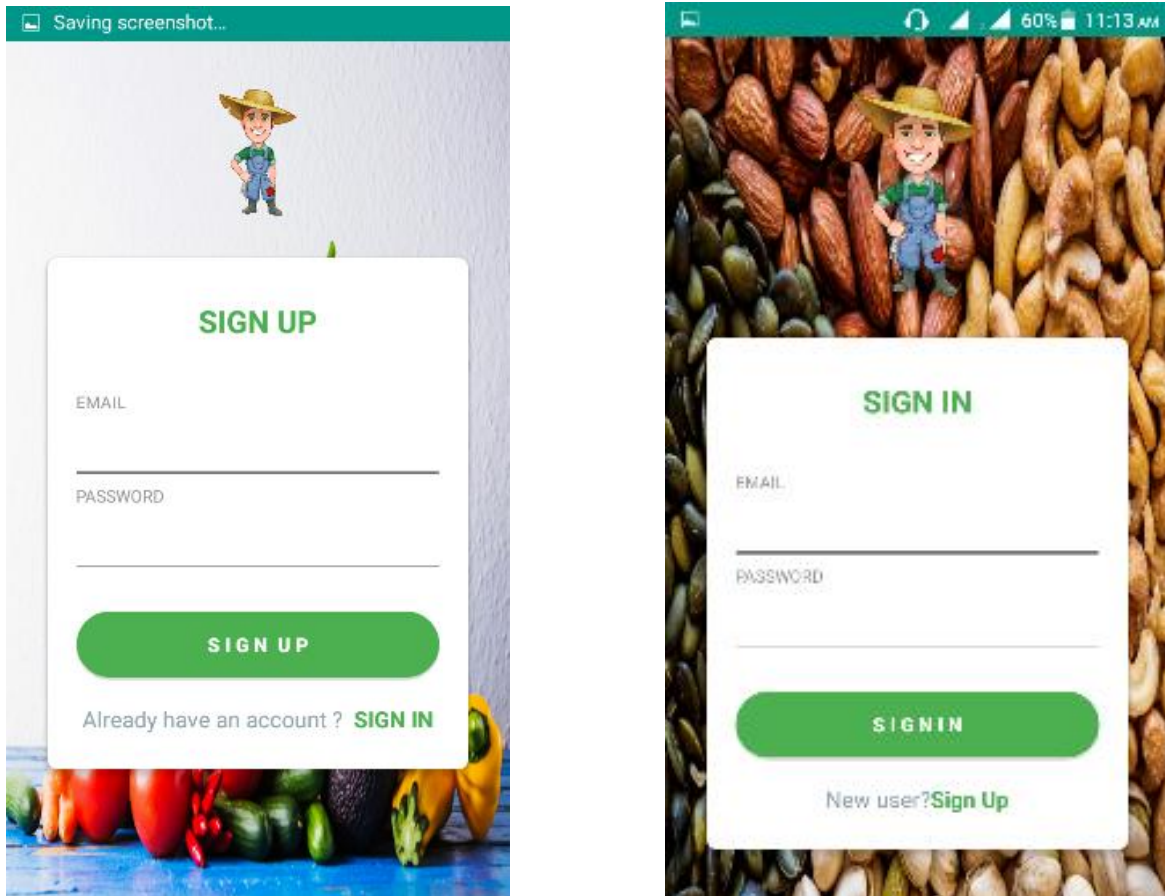 Saving screenshot...
SIGN UP
EMAIL
PASSWORD
SIGN UP
Already have an account ? SIGN IN
60% 11:13 AM
SIGN IN
EMAIL
PASSWORD
SIGNIN
New user?Sign Up